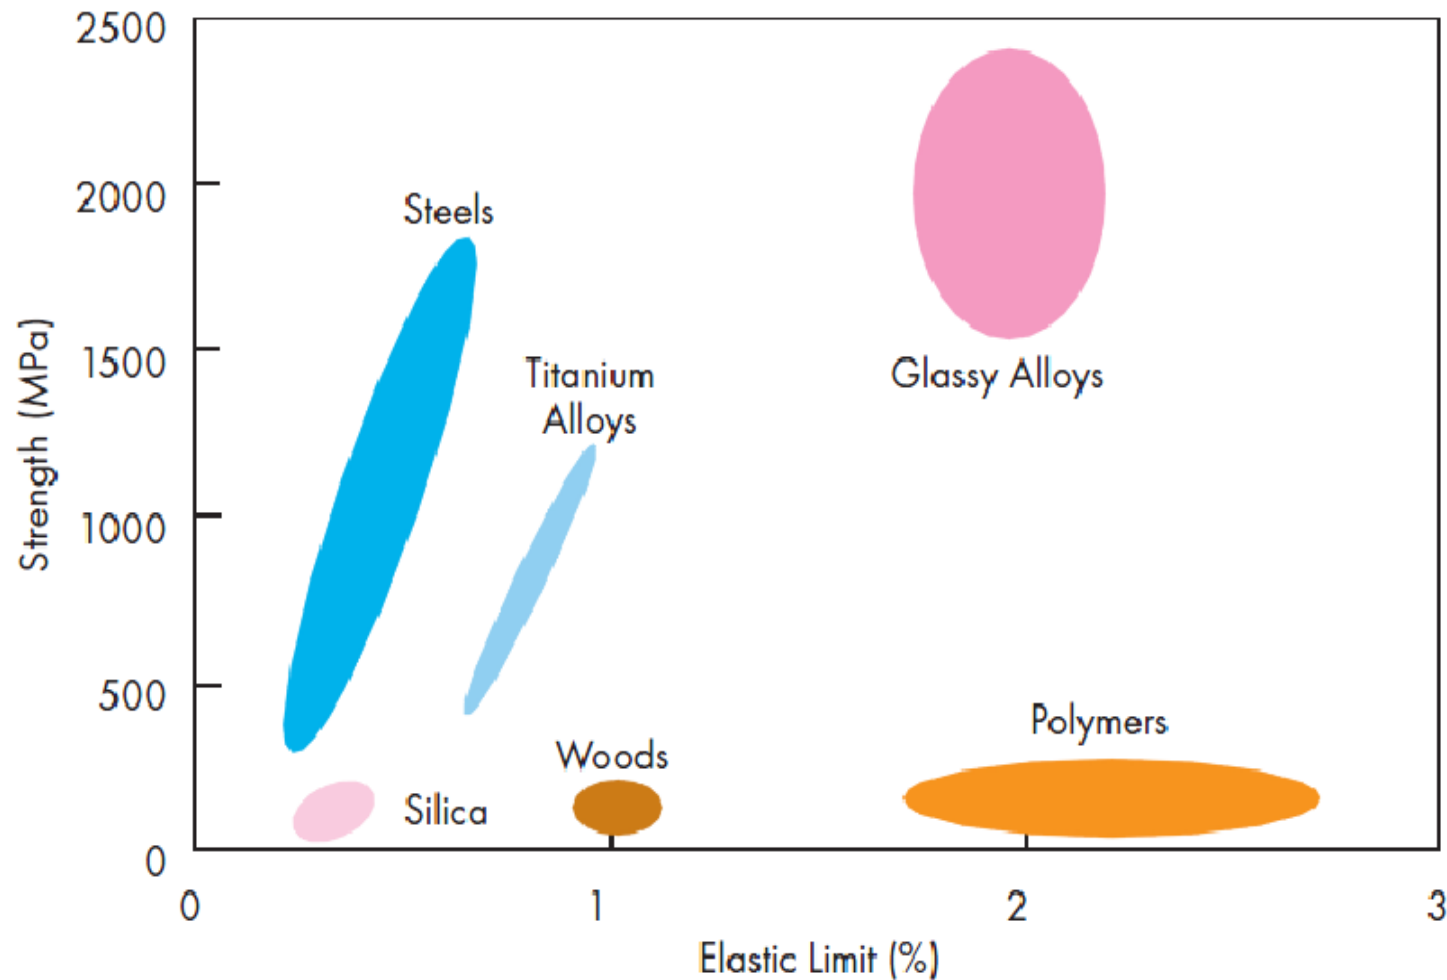 2500
2000
1500
1000
500
0
Strength (MPa)
Steels
Titanium
Alloys
Glassy Alloys
Polymers
Woods
Silica
0 1 2 3
Elastic Limit (%)